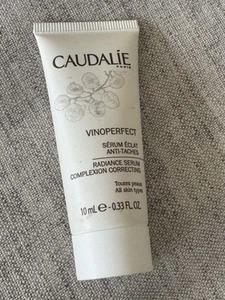 CAUDALÍE
PARIS
VINOPERFECT
SÉRUM ÉCLAT
ANTI-TACHES
RADIANCE SERUM
COMPLEXION CORRECTING
Toutes peaux
All skin types
10 mL e - 0.33 FL. OZ.